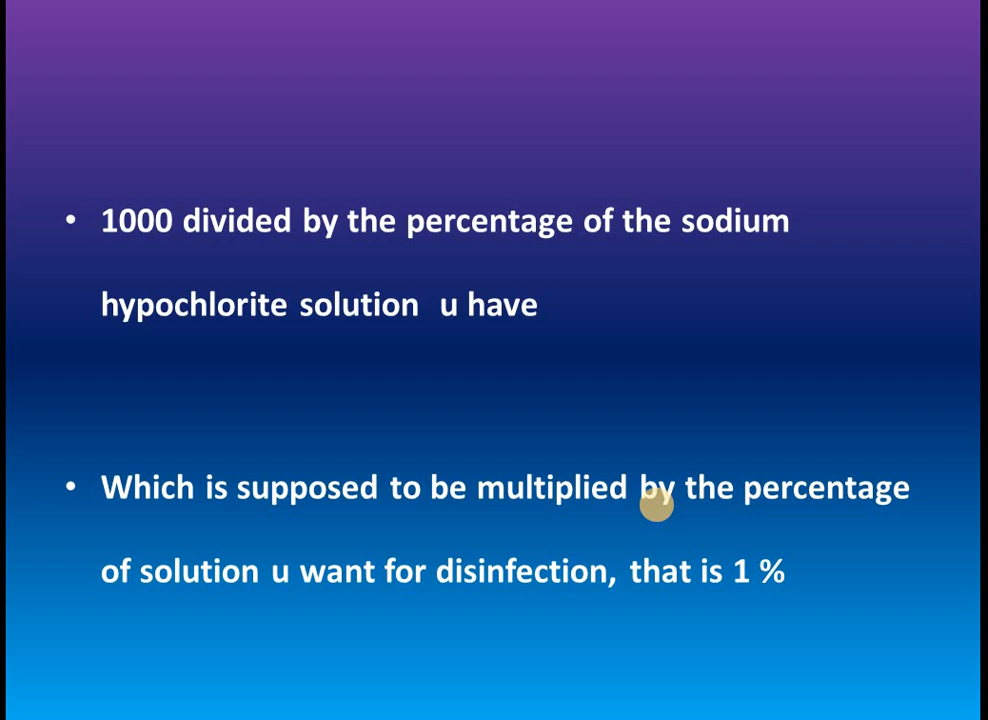 • 1000 divided by the percentage of the sodium
hypochlorite solution u have
• Which is supposed to be multiplied by the percentage
of solution u want for disinfection, that is 1 %